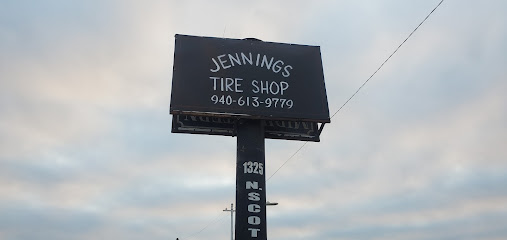 JENNINGS
TIRE SHOP
940-613-9779
1325
N.SCOT